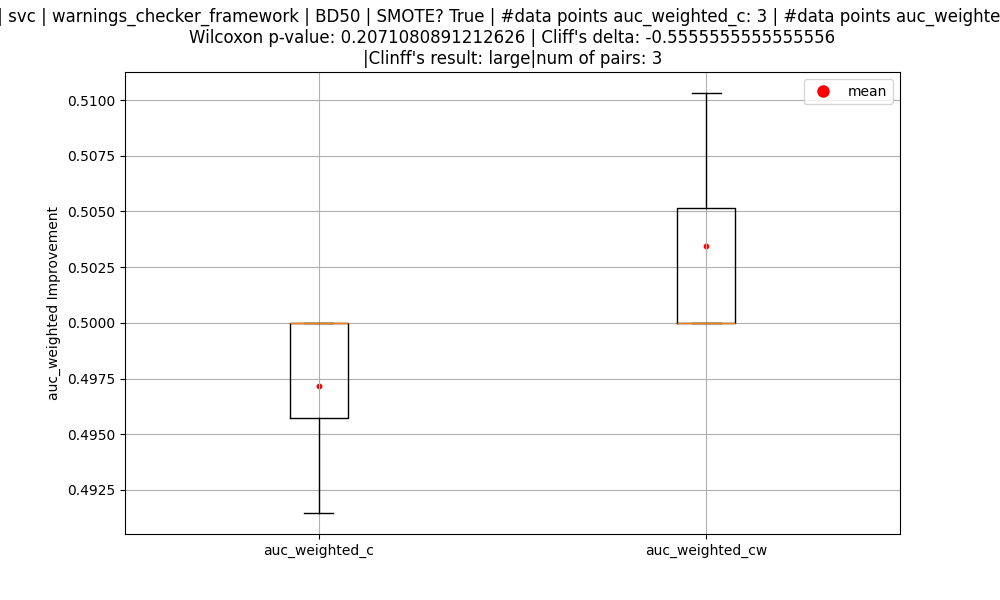 | svc | warnings_checker_framework | BD50 | SMOTE? True | #data points auc_weighted_c: 3 | #data points
Wilcoxon p-value: 0.2071080891212626 | Cliff's delta: -0.5555555555555556
|Clinff's result: large|num of pairs: 3
mean
0.5100
0.5075
0.5050
0.5025
0.5000
0.4975
0.4950
0.4925
auc_weighted Improvement
auc_weighted_c
auc_weighted_cw